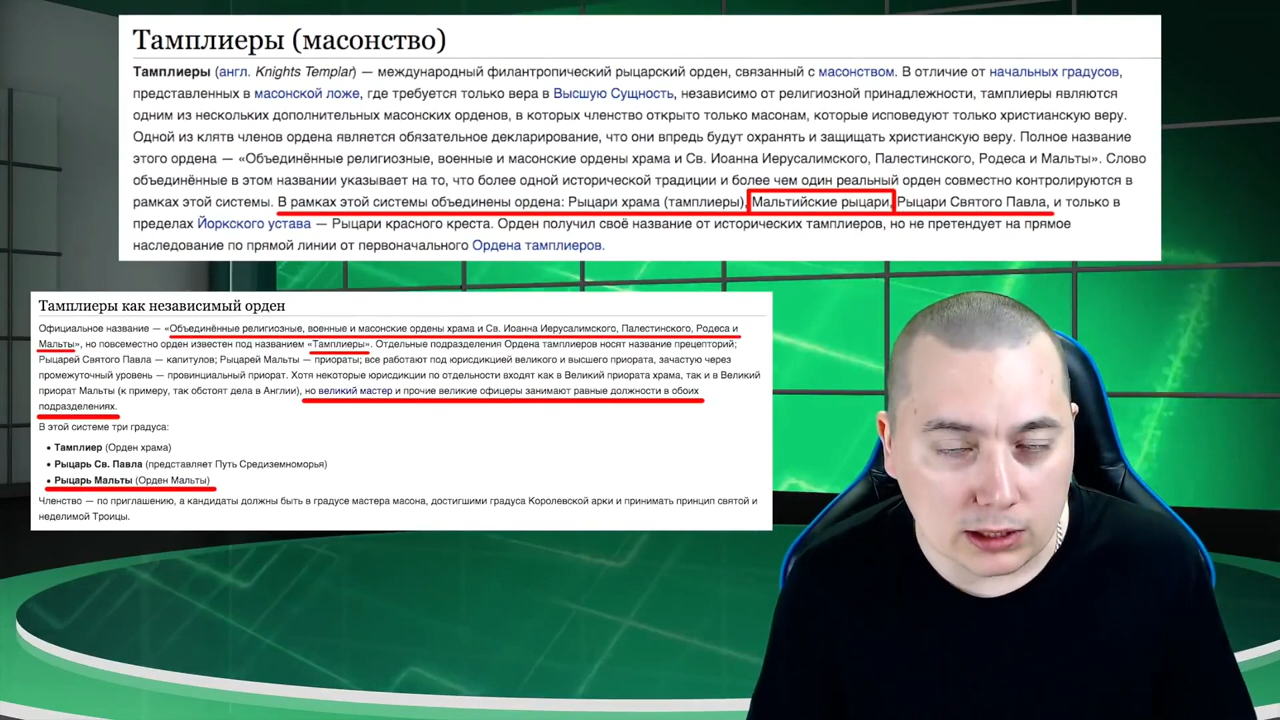 Тамплиеры (масонство)
Тамплиеры (англ. Knights Templar) — международный филантропический рыцарский орден, связанный с масонством. В отличие от начальных градусов,
представленных в масонской ложе, где требуется только вера в Высшую Сущность, независимо от религиозной принадлежности, тамплиеры являются
одним из нескольких дополнительных масонских орденов, в которых членство открыто только масонам, которые исповедуют только христианскую веру.
Одной из клятв членов ордена является обязательное декларирование, что они впредь будут охранять и защищать христианскую веру. Полное название
этого ордена — «Объединённые религиозные, военные и масонские ордены храма и Св. Иоанна Иерусалимского, Палестинского, Родеса и Мальты». Слово
объединённые в этом названии указывает на то, что более одной исторической традиции и более чем один реальный орден совместно контролируются в
рамках этой системы. В рамках этой системы объединены ордена: Рыцари храма (тамплиеры), Мальтийские рыцари, Рыцари Святого Павла, и только в
пределах Йоркского устава — Рыцари красного креста. Орден получил своё название от исторических тамплиеров, но не претендует на прямое
наследование по прямой линии от первоначального Ордена тамплиеров.
Тамплиеры как независимый орден
Официальное название — «Объединённые религиозные, военные и масонские ордены храма и Св. Иоанна Иерусалимского, Палестинского, Родеса и
Мальты», но повсеместно орден известен под названием «Тамплиеры». Отдельные подразделения Ордена тамплиеров носят название прецепторий;
Рыцарей Святого Павла — капитулов; Рыцарей Мальты — приораты; все работают под юрисдикцией великого и высшего приората, зачастую через
промежуточный уровень — провинциальный приорат. Хотя некоторые юрисдикции по отдельности входят как в Великий приората храма, так и в Великий
приорат Мальты (к примеру, так обстоят дела в Англии), но великий мастер и прочие великие офицеры занимают равные должности в обоих
подразделениях.
В этой системе три градуса:
• Тамплиер (Орден храма)
• Рыцарь Св. Павла (представляет Путь Средиземноморья)
• Рыцарь Мальты (Орден Мальты)
Членство — по приглашению, а кандидаты должны быть в градусе мастера масона, достигшими градуса Королевской арки и принимать принцип святой и
неделимой Троицы.